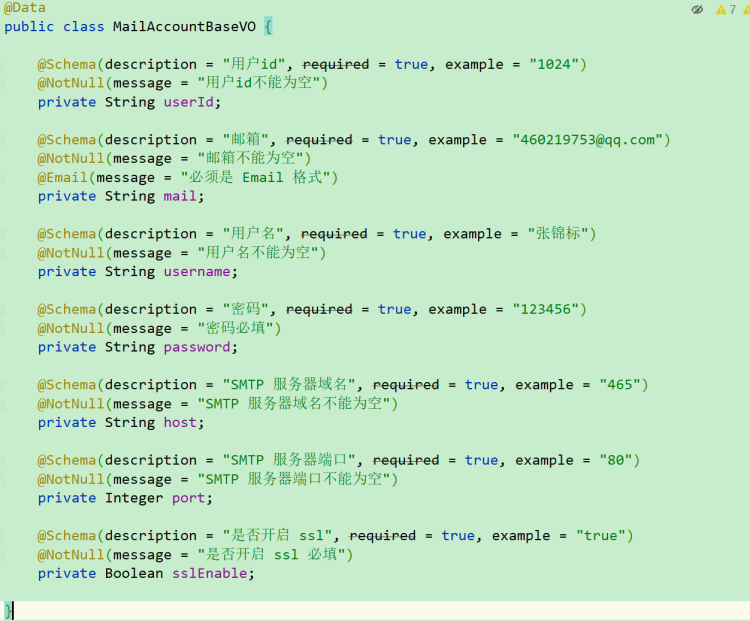 @Data
7
public class MailAccountBaseVO {
@Schema(description = "用户id", required = true, example = "1024")
@NotNull(message = "用户id不能为空")
private String userId;
@Schema(description = "邮箱", required = true, example = "460219753@qq.com")
@NotNull(message = "邮箱不能为空")
@Email(message = "必须是 Email 格式")
private String mail;
@Schema(description = "用户名", required = true, example = "张锦标")
@NotNull(message = "用户名不能为空")
private String username;
@Schema(description = "密码", required = true, example = "123456")
@NotNull(message = "密码必填")
private String password;
@Schema(description = "SMTP 服务器域名", required = true, example = "465")
@NotNull(message = "SMTP 服务器域名不能为空")
private String host;
@Schema(description = "SMTP 服务器端口", required = true, example = "80")
@NotNull(message = "SMTP 服务器端口不能为空")
private Integer port;
@Schema(description = "是否开启 ssl", required = true, example = "true")
@NotNull(message = "是否开启 ssl 必填")
private Boolean sslEnable;
}